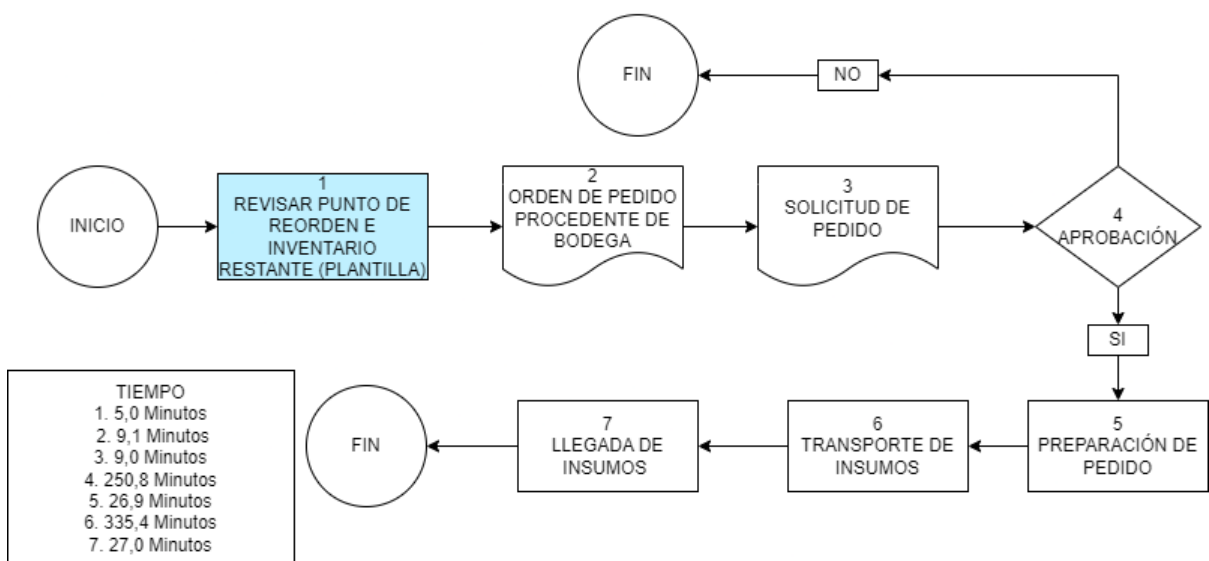 FIN
NO
INICIO
1
REVISAR PUNTO DE
REORDEN E
INVENTARIO
RESTANTE (PLANTILLA)
2
ORDEN DE PEDIDO
PROCEDENTE DE
BODEGA
3
SOLICITUD DE
PEDIDO
4
APROBACIÓN
SI
5
PREPARACIÓN DE
PEDIDO
6
TRANSPORTE DE
INSUMOS
7
LLEGADA DE
INSUMOS
FIN
TIEMPO
1. 5,0 Minutos
2. 9,1 Minutos
3. 9,0 Minutos
4. 250,8 Minutos
5. 26,9 Minutos
6. 335,4 Minutos
7. 27,0 Minutos